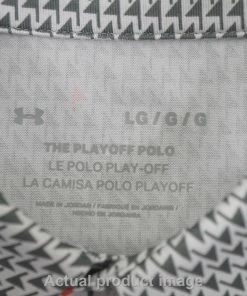 LG / G / G
THE PLAYOFF POLO
LE POLO PLAY-OFF
LA CAMISA POLO PLAYOFF
MADE IN JORDAN / FABRIQUÉ EN JORDANIE /
HECHO EN JORDANIA
Actual product image